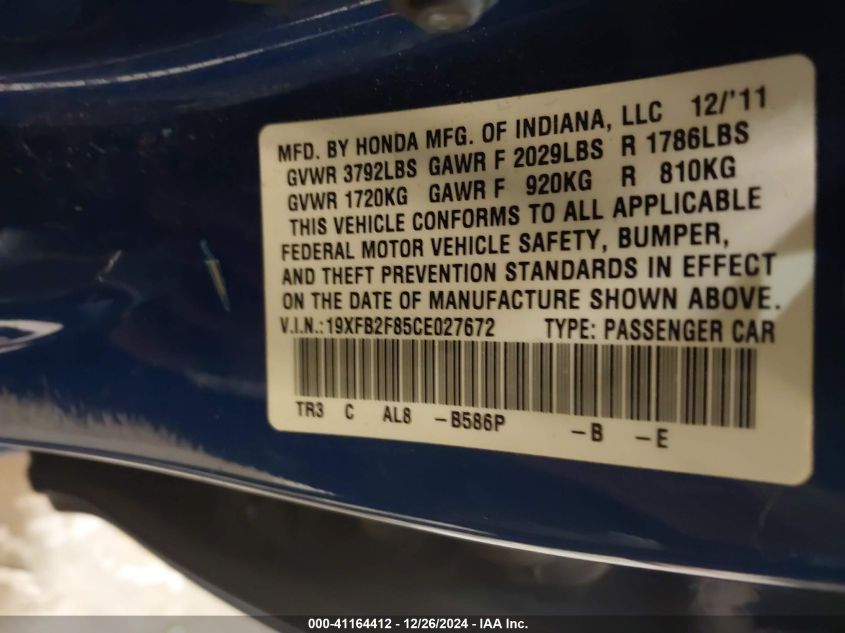 MFD. BY HONDA MFG. OF INDIANA, LLC 12/'11
GVWR 3792LBS GAWR F 2029LBS R 1786LBS
GVWR 1720KG GAWR F 920KG R 810KG
THIS VEHICLE CONFORMS TO ALL APPLICABLE
FEDERAL MOTOR VEHICLE SAFETY, BUMPER,
AND THEFT PREVENTION STANDARDS IN EFFECT
ON THE DATE OF MANUFACTURE SHOWN ABOVE.
V.I.N.:19XFB2F85CE027672 TYPE: PASSENGER CAR
TR3 C AL8 -B586P -B -E
000-41164412 - 12/26/2024 - IAA Inc.